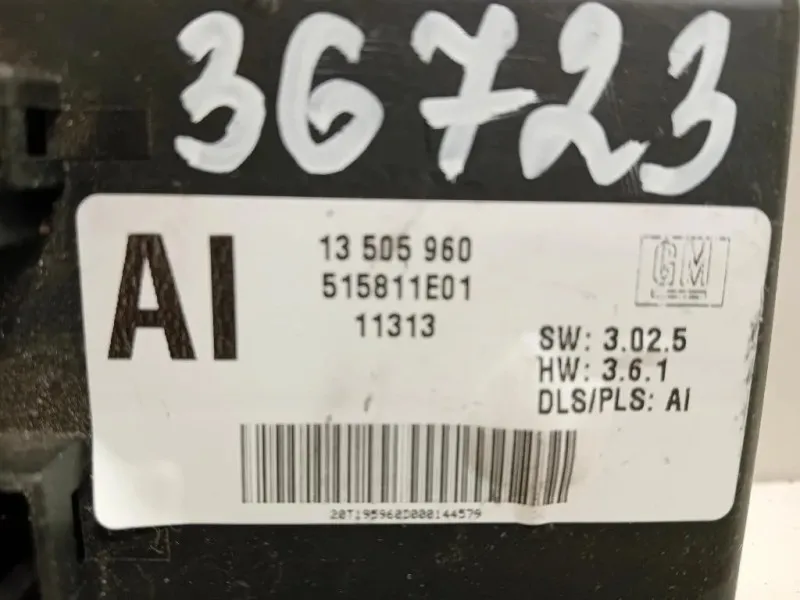 36723
AI
13 505 960
515811E01
11313
GM
SW: 3.02.5
HW: 3.6.1
DLS/PLS: AI
20T195960D000144579